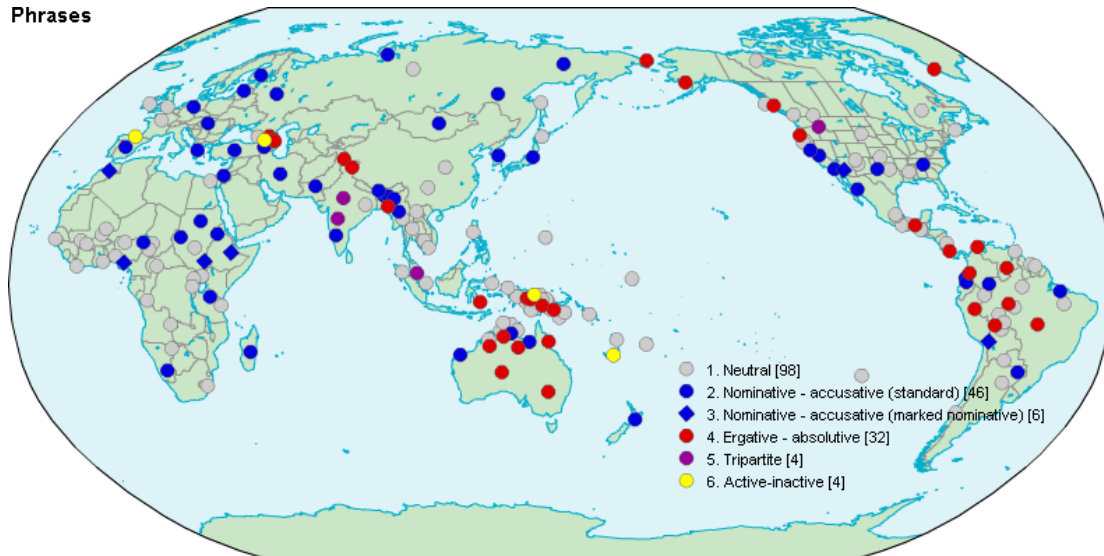 Phrases
1. Neutral [98]
2. Nominative - accusative (standard) [46]
3. Nominative - accusative (marked nominative) [6]
4. Ergative - absolutive [32]
5. Tripartite [4]
6. Active-inactive [4]